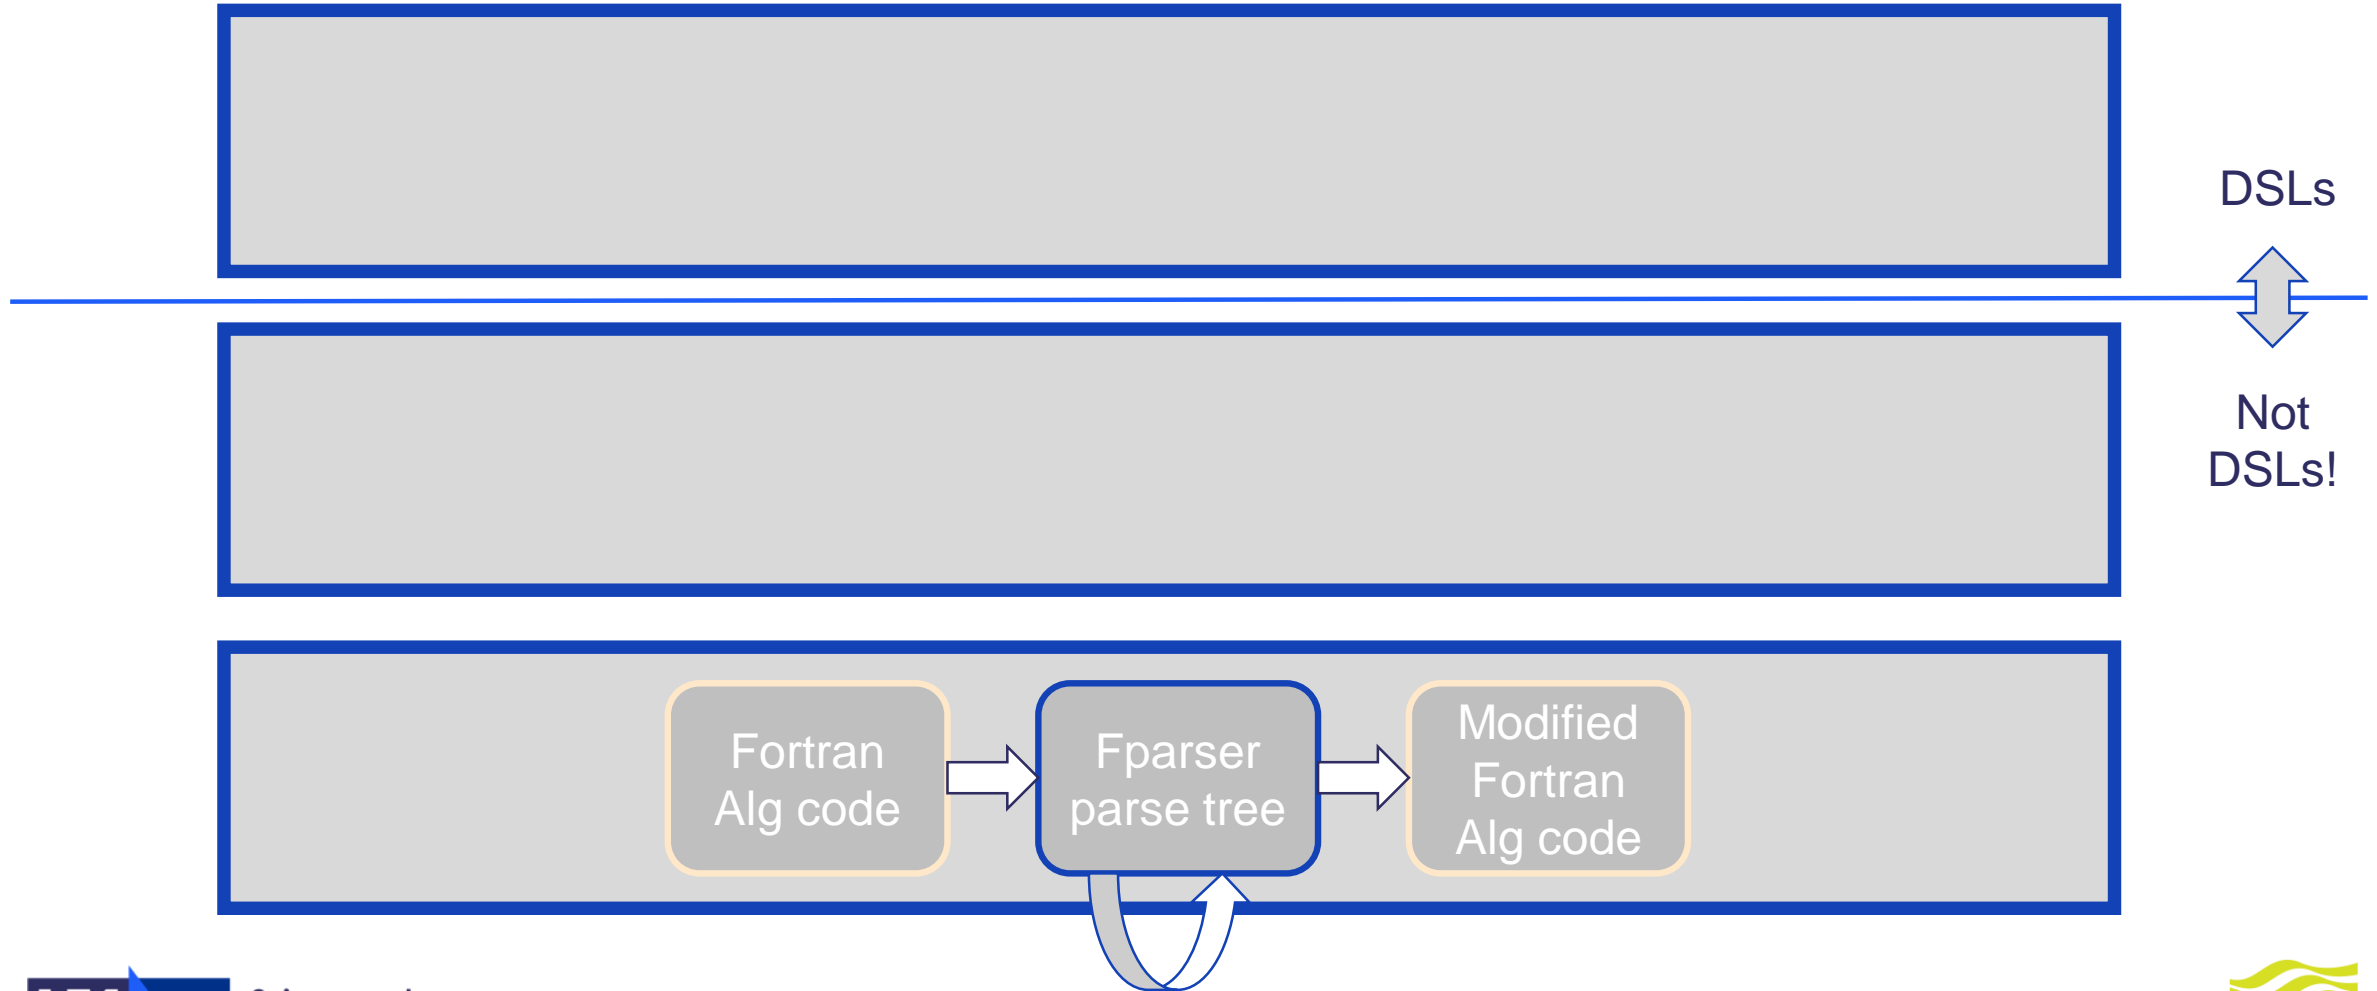 DSLs
Not
DSLs!
Fortran
Alg code
Fparser
parse tree
Modified
Fortran
Alg code